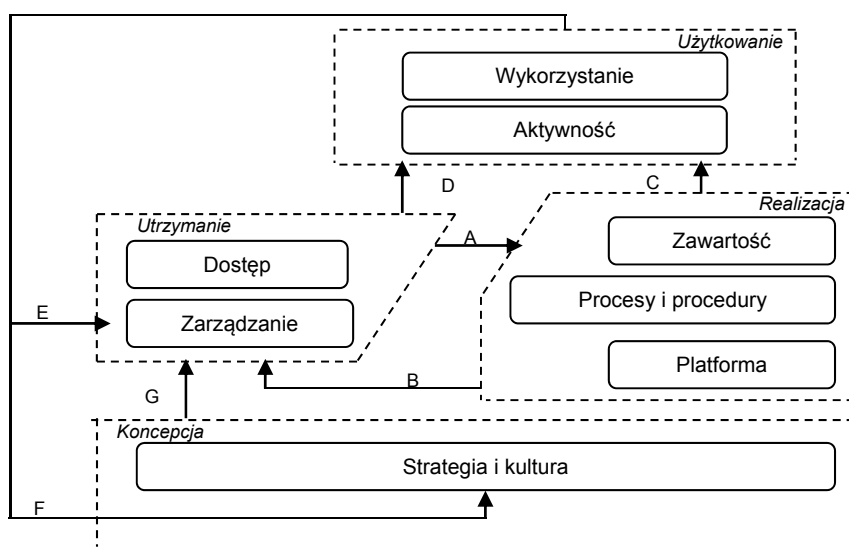 Użytkowanie
Wykorzystanie
Aktywność
D
C
Utrzymanie
Realizacja
A
Zawartość
Dostęp
Procesy i procedury
E
Zarządzanie
Platforma
B
G
Koncepcja
Strategia i kultura
F